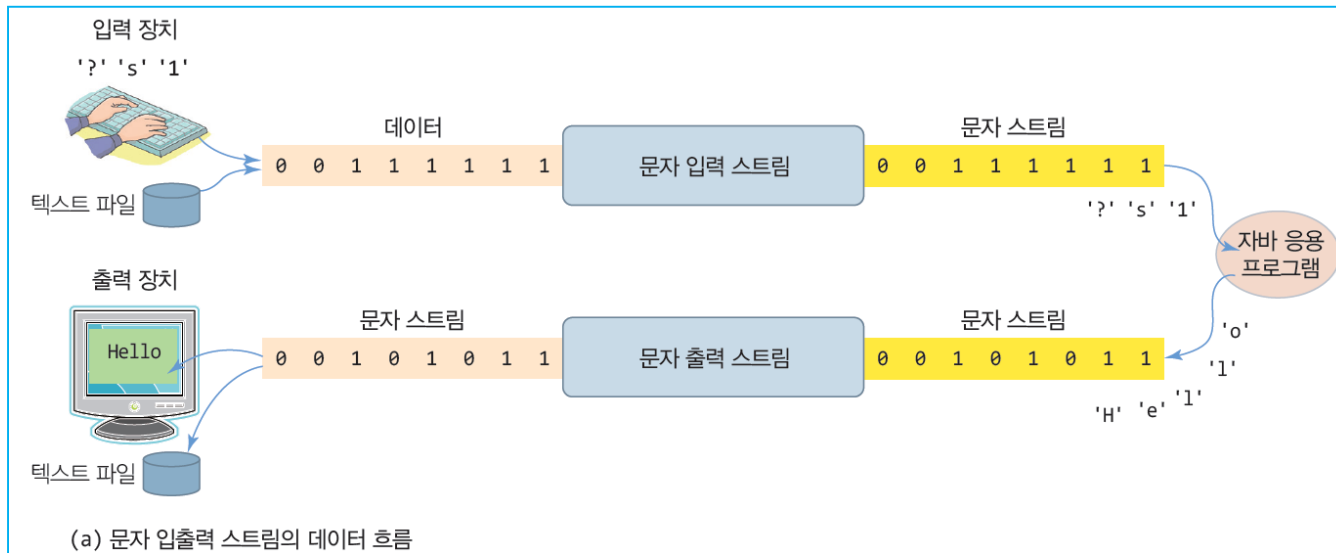 입력 장치
'?' 's' '1'
데이터
문자 스트림
0 0 1 1 1 1 1 1
문자 입력 스트림
0 0 1 1 1 1 1 1
텍스트 파일
'?' 's' '1'
자바 응용
프로그램
출력 장치
문자 스트림
문자 스트림
Hello
0 0 1 0 1 0 1 1
문자 출력 스트림
0 0 1 0 1 0 1 1
'o'
'l'
'l'
'e'
'H'
텍스트 파일
(a) 문자 입출력 스트림의 데이터 흐름